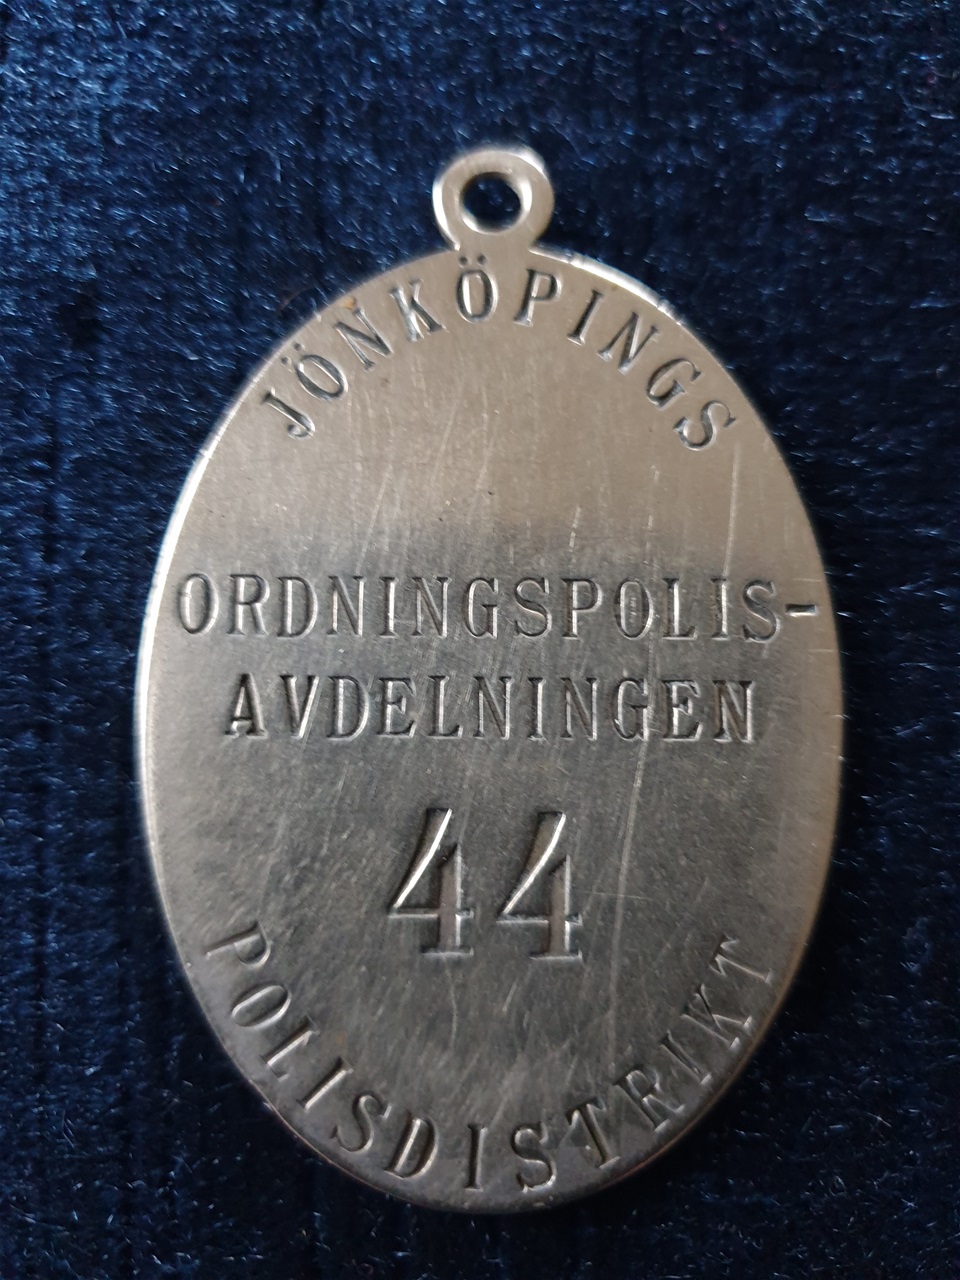 JÖNKÖPINGS
ORDNINGSPOLIS-
AVDELNINGEN
44
POLISDISTRIKT